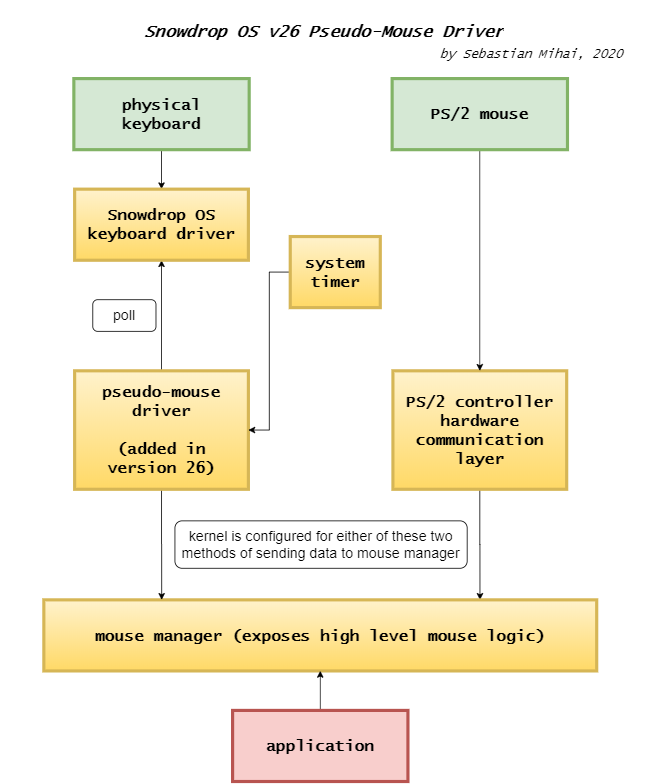 Snowdrop OS v26 Pseudo-Mouse Driver
by Sebastian Mihai, 2020
physical
keyboard
PS/2 mouse
Snowdrop OS
keyboard driver
system
timer
poll
pseudo-mouse
driver
(added in
version 26)
PS/2 controller
hardware
communication
layer
kernel is configured for either of these two
methods of sending data to mouse manager
mouse manager (exposes high level mouse logic)
application